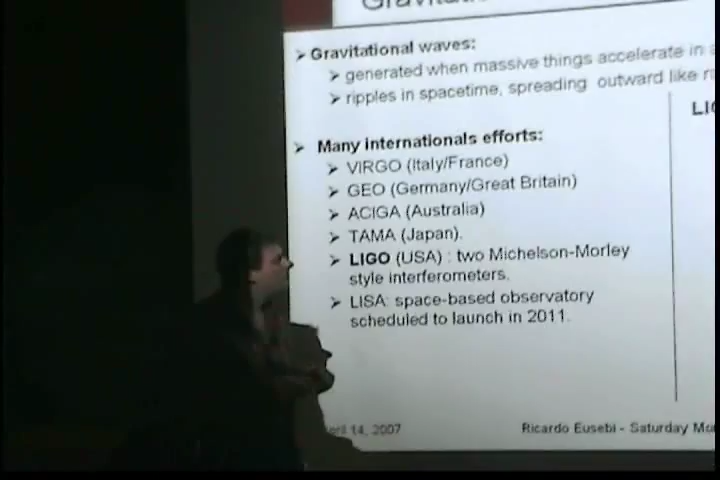 Gravitational waves:
generated when massive things accelerate in
ripples in spacetime, spreading outward like
Many internationals efforts:
VIRGO (Italy/France)
GEO (Germany/Great Britain)
ACIGA (Australia)
TAMA (Japan).
LIGO (USA) : two Michelson-Morley
style interferometers.
LISA: space-based observatory
scheduled to launch in 2011.
14, 2007
Ricardo Eusebi - Saturday